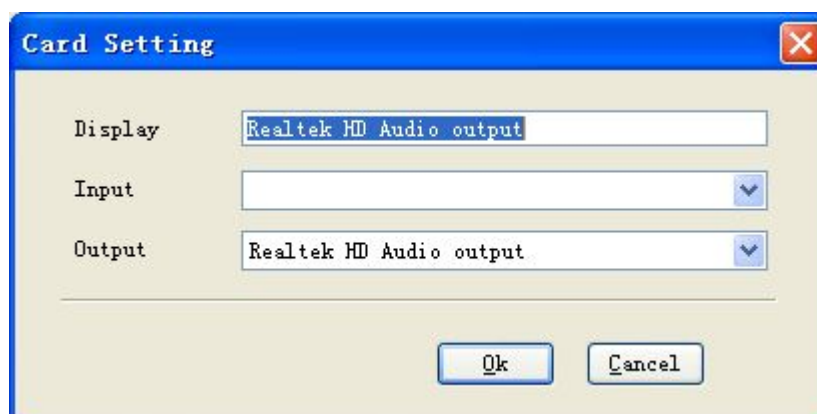 Card Setting
Display Realtek HD Audio output
Input
Output Realtek HD Audio output
Ok Cancel